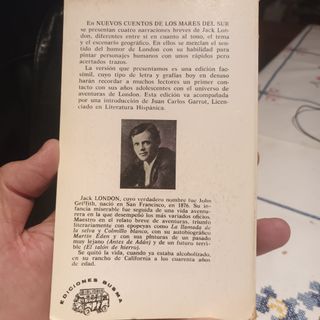 En NUEVOS CUENTOS DE LOS MARES DEL SUR
se presentan cuatro narraciones breves de Jack Lon-
don, diferentes entre sí en cuanto al tono, el tema
y el escenario geográfico. En ellos se mezclan el sen-
tido del humor de London con su habilidad para
pintar personajes humanos con unos rápidos pero
acertados trazos.
La versión que presentamos es una edición fac-
símil, cuyo tipo de letra y grafías hoy en desuso
harán recordar a muchos lectores un primer con-
tacto con sus años adolescentes con el universo de
aventuras de London. Esta edición va acompañada
por una introducción de Juan Carlos Garrot, Licen-
ciado en Literatura Hispánica.
Jack LONDON, cuyo verdadero nombre fue John
Griffith, nació en San Francisco, en 1876. Su in-
fancia miserable fue seguida de una vida aventu-
rera en la que desempeñó los más variados oficios.
Maestro en el relato breve de aventuras, triunfó
literariamente con epopeyas como La llamada de
la selva y Colmillo blanco, con su autobiográfico
Martin Eden y con sus pinturas de un pasado
muy lejano (Antes de Adán) y de un futuro terri-
ble (El talón de hierro).
Se quitó la vida, cuando ya estaba alcoholizado,
en su rancho de California a los cuarenta años
de edad.
EDICIONES BUSMA